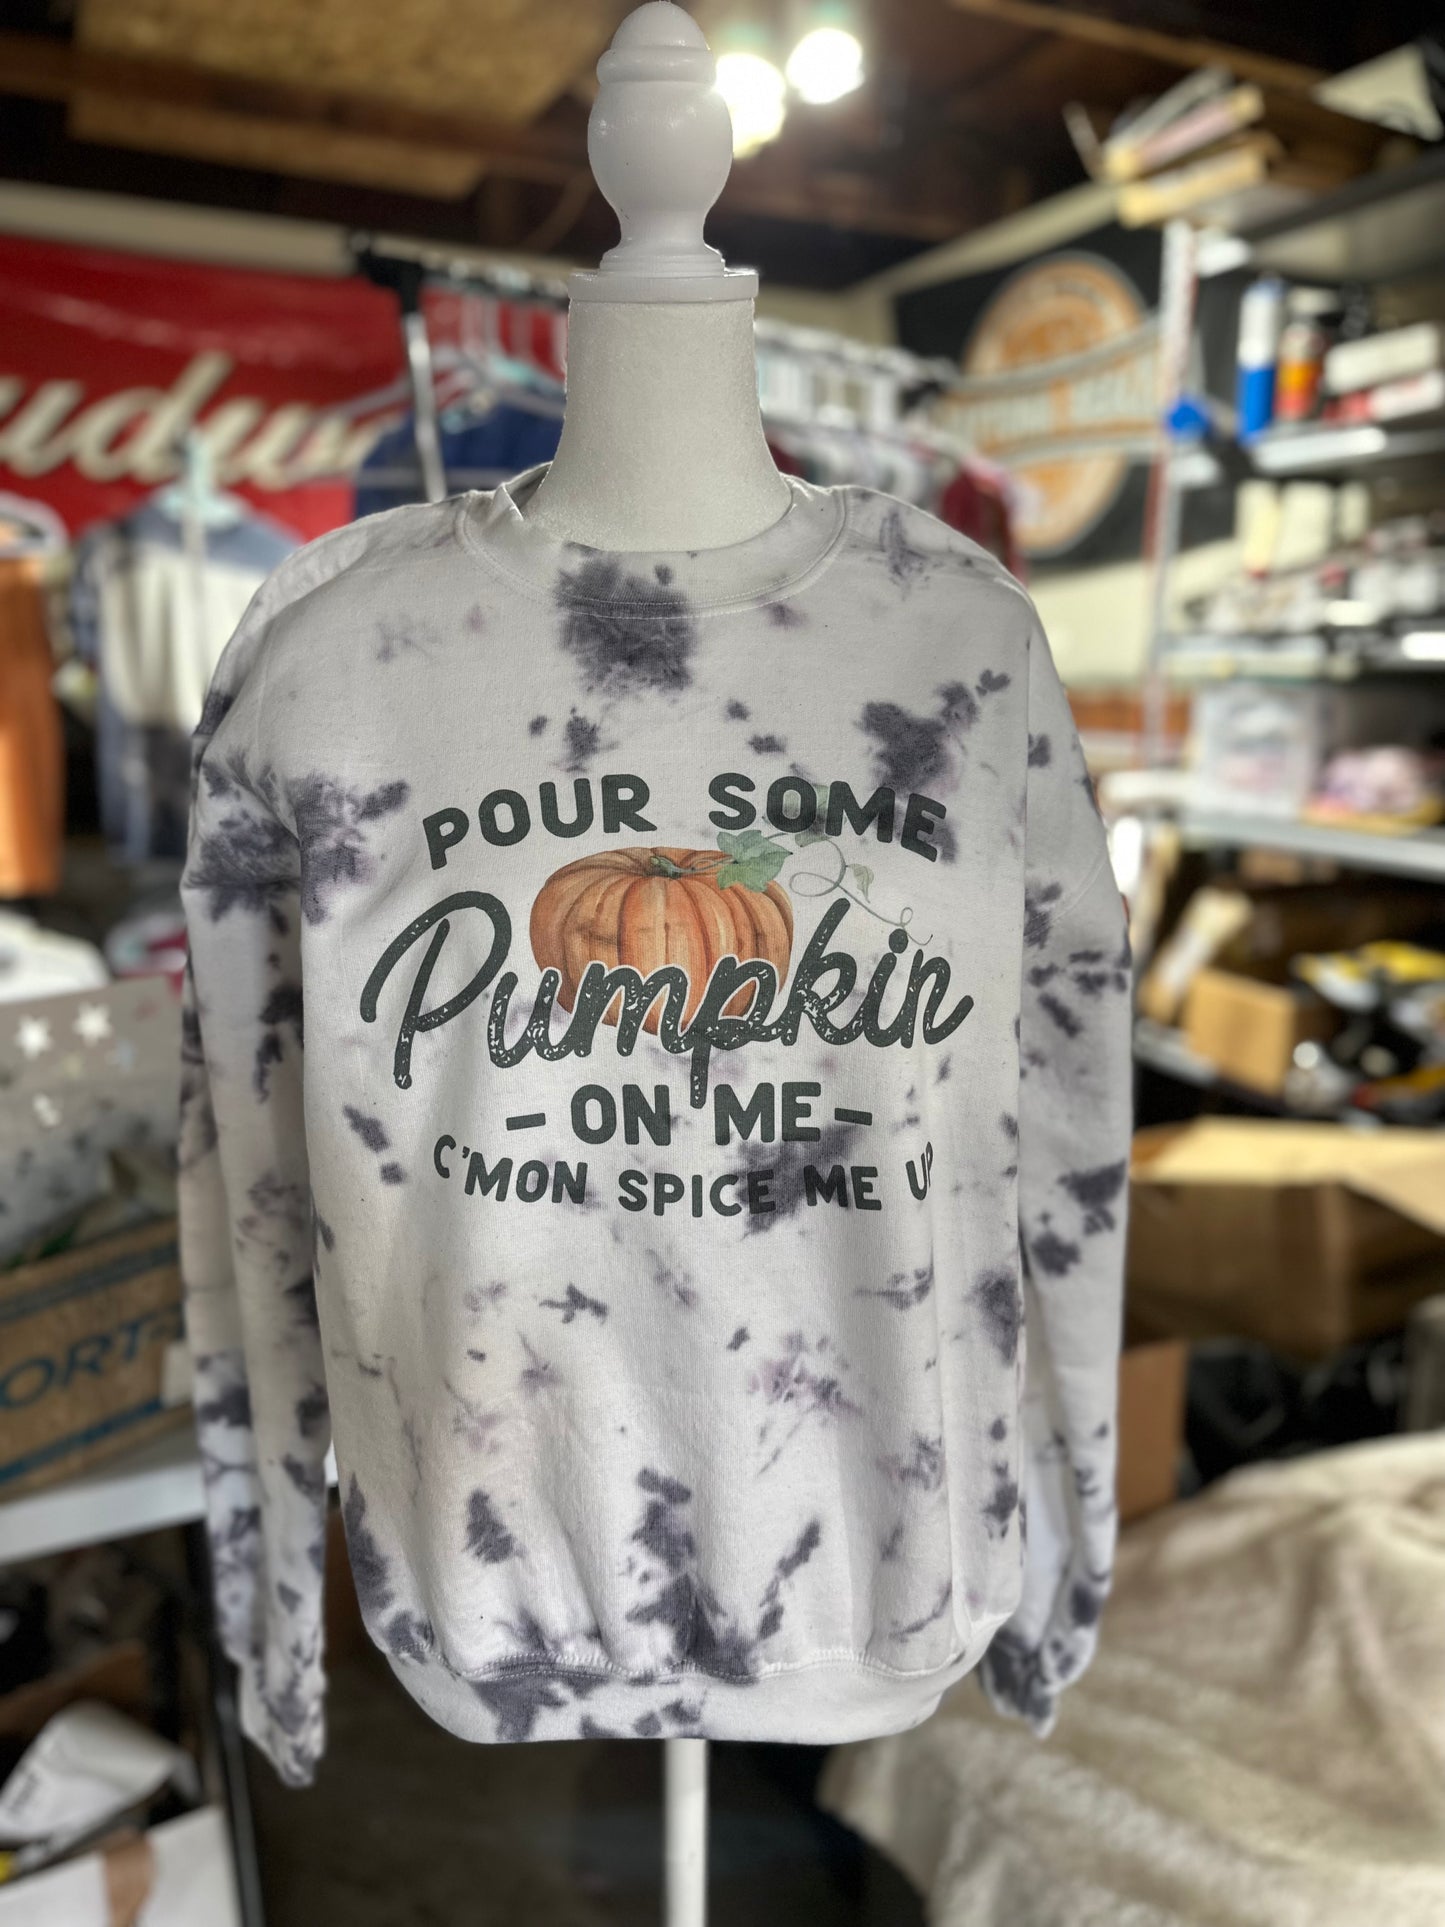 POUR SOME
Pumpkin
- ON ME -
C'MON SPICE ME UP